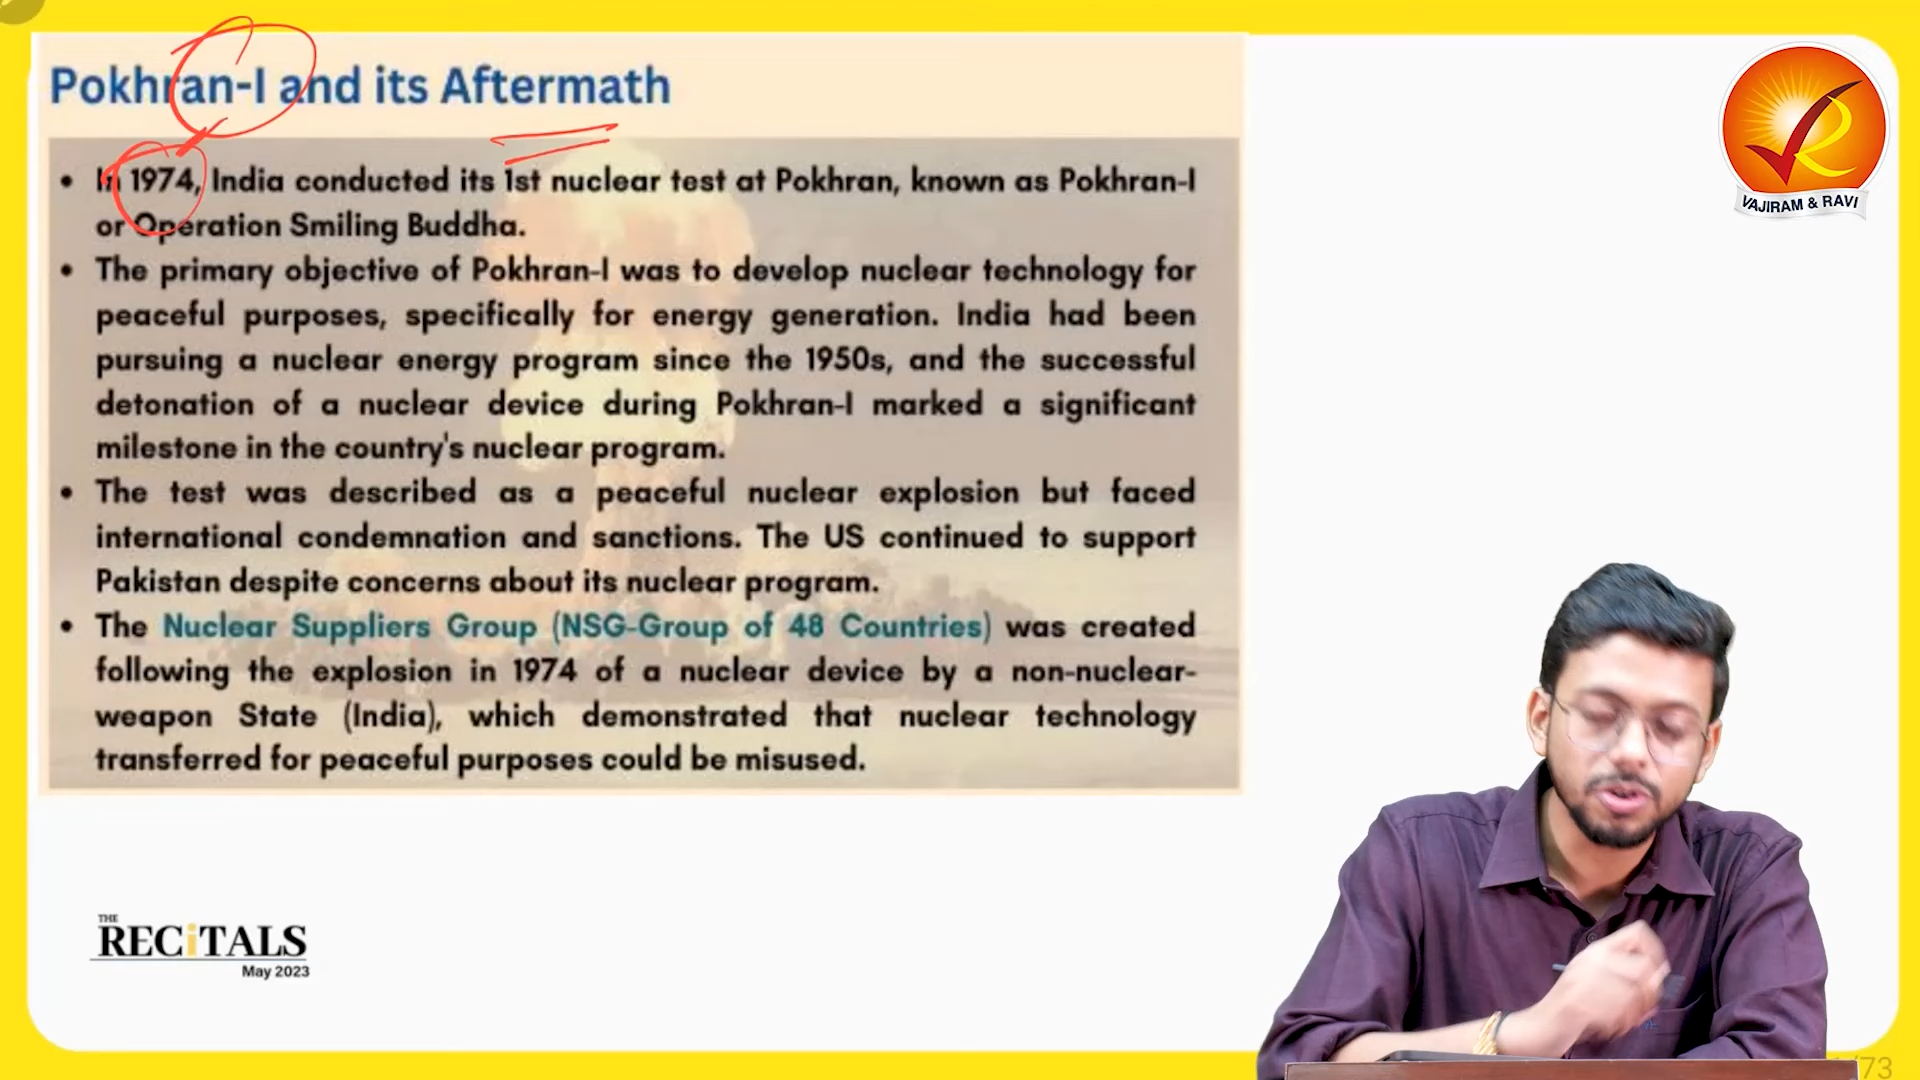 Pokhran-I and its Aftermath
• In 1974, India conducted its 1st nuclear test at Pokhran, known as Pokhran-I
or Operation Smiling Buddha.
• The primary objective of Pokhran-I was to develop nuclear technology for
peaceful purposes, specifically for energy generation. India had been
pursuing a nuclear energy program since the 1950s, and the successful
detonation of a nuclear device during Pokhran-I marked a significant
milestone in the country's nuclear program.
• The test was described as a peaceful nuclear explosion but faced
international condemnation and sanctions. The US continued to support
Pakistan despite concerns about its nuclear program.
• The Nuclear Suppliers Group (NSG-Group of 48 Countries) was created
following the explosion in 1974 of a nuclear device by a non-nuclear-
weapon State (India), which demonstrated that nuclear technology
transferred for peaceful purposes could be misused.
VAJIRAM & RAVI
THE
RECiTALS
May 2023
/73